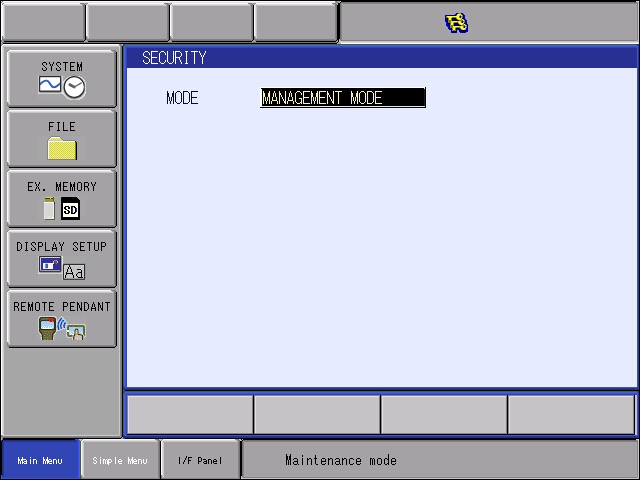 SECURITY
SYSTEM
MODE
MANAGEMENT MODE
FILE
EX. MEMORY
SD
DISPLAY SETUP
Aa
REMOTE PENDANT
Main Menu
Simple Menu
I/F Panel
Maintenance mode